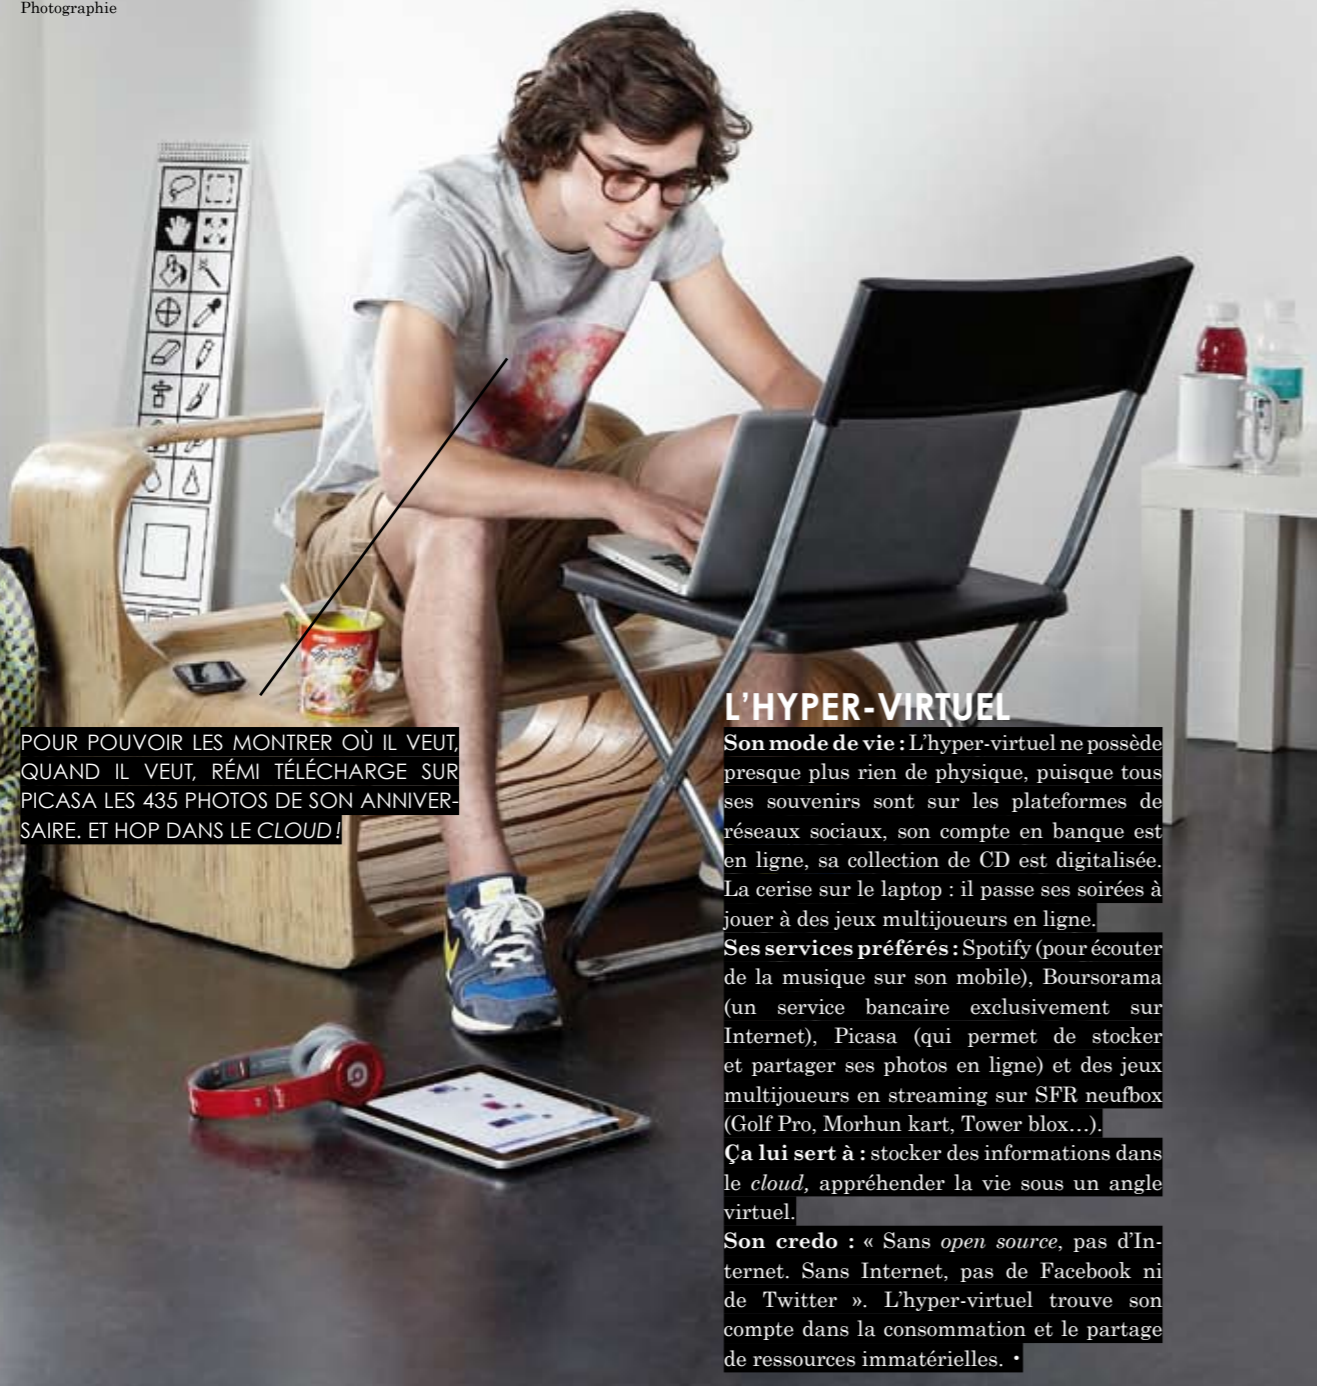 Photographie
POUR POUVOIR LES MONTRER OÙ IL VEUT,
QUAND IL VEUT, RÉMI TÉLÉCHARGE SUR
PICASA LES 435 PHOTOS DE SON ANNIVER-
SAIRE. ET HOP DANS LE CLOUD !
L’HYPER-VIRTUEL
Son mode de vie : L’hyper-virtuel ne possède
presque plus rien de physique, puisque tous
ses souvenirs sont sur les plateformes de
réseaux sociaux, son compte en banque est
en ligne, sa collection de CD est digitalisée.
La cerise sur le laptop : il passe ses soirées à
jouer à des jeux multijoueurs en ligne.
Ses services préférés : Spotify (pour écouter
de la musique sur son mobile), Boursorama
(un service bancaire exclusivement sur
Internet), Picasa (qui permet de stocker
et partager ses photos en ligne) et des jeux
multijoueurs en streaming sur SFR neufbox
(Golf Pro, Morhun kart, Tower blox…).
Ça lui sert à : stocker des informations dans
le cloud, appréhender la vie sous un angle
virtuel.
Son credo : « Sans open source, pas d’In-
ternet. Sans Internet, pas de Facebook ni
de Twitter ». L’hyper-virtuel trouve son
compte dans la consommation et le partage
de ressources immatérielles. •